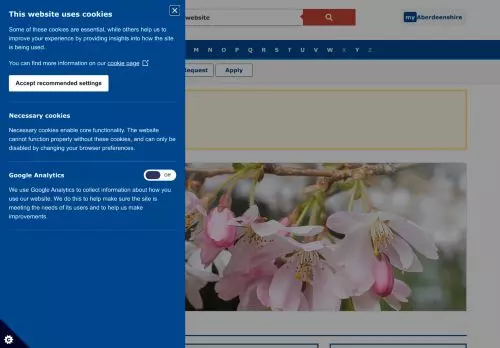 This website uses cookies
Some of these cookies are essential, while others help us to
improve your experience by providing insights into how the site
is being used.
You can find more information on our cookie page
Accept recommended settings
Necessary cookies
Necessary cookies enable core functionality. The website
cannot function properly without these cookies, and can only be
disabled by changing your browser preferences.
Google Analytics
Off
We use Google Analytics to collect information about how you
use our website. We do this to help make sure the site is
meeting the needs of its users and to help us make
improvements.
website
myAberdeenshire
M N O P Q R S T U V W X Y Z
Request
Apply